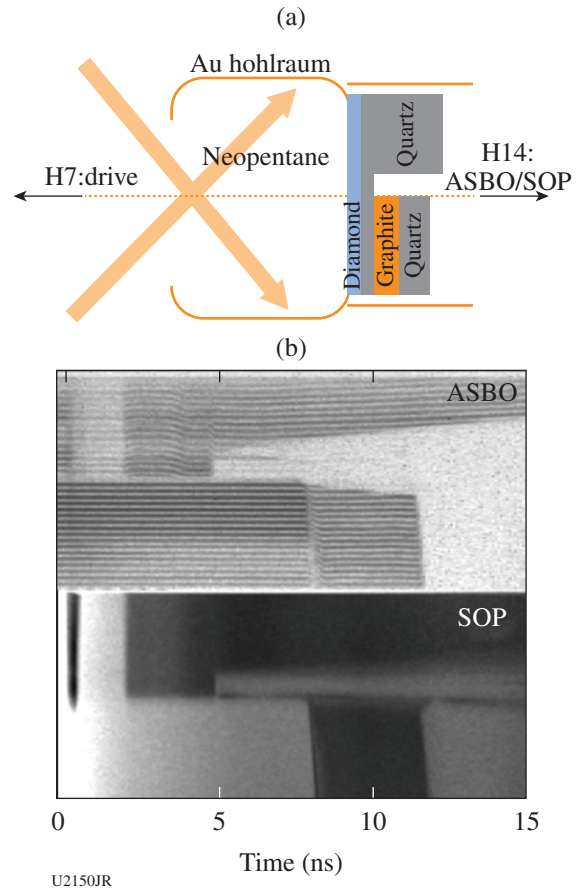 (a)
Au hohlraum
Neopentane
Quartz
H7:drive
H14:
ASBO/SOP
Diamond
Graphite
Quartz
(b)
ASBO
SOP
0 5 10 15
Time (ns)
U2150JR